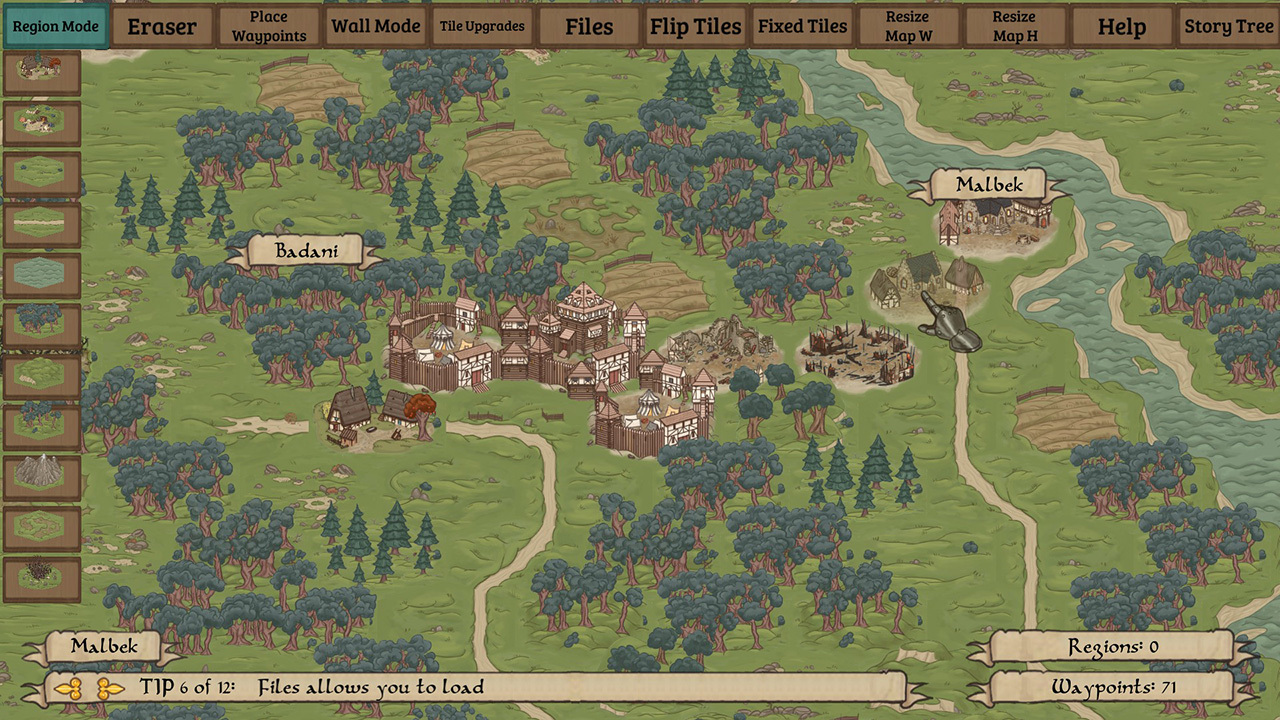 Region Mode
Eraser
Place
Waypoints
Wall Mode
Tile Upgrades
Files
Flip Tiles
Fixed Tiles
Resize
Map W
Resize
Map H
Help
Story Tree
Malbek
Badani
Malbek
Regions: 0
TIP 6 of 12: Files allows you to load
Waypoints: 71